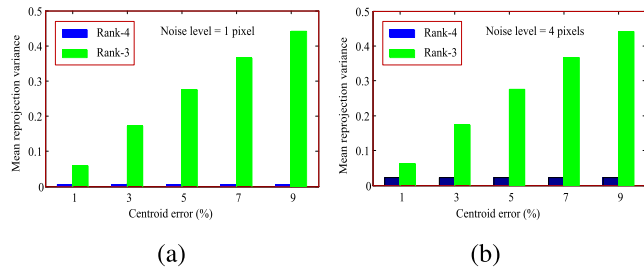 0.5
0.4
0.3
0.2
0.1
0
Mean reprojection variance
Rank-4
Rank-3
Noise level = 1 pixel
1 3 5 7 9
Centroid error (%)
(a)
0.5
0.4
0.3
0.2
0.1
0
Mean reprojection variance
Rank-4
Rank-3
Noise level = 4 pixels
1 3 5 7 9
Centroid error (%)
(b)